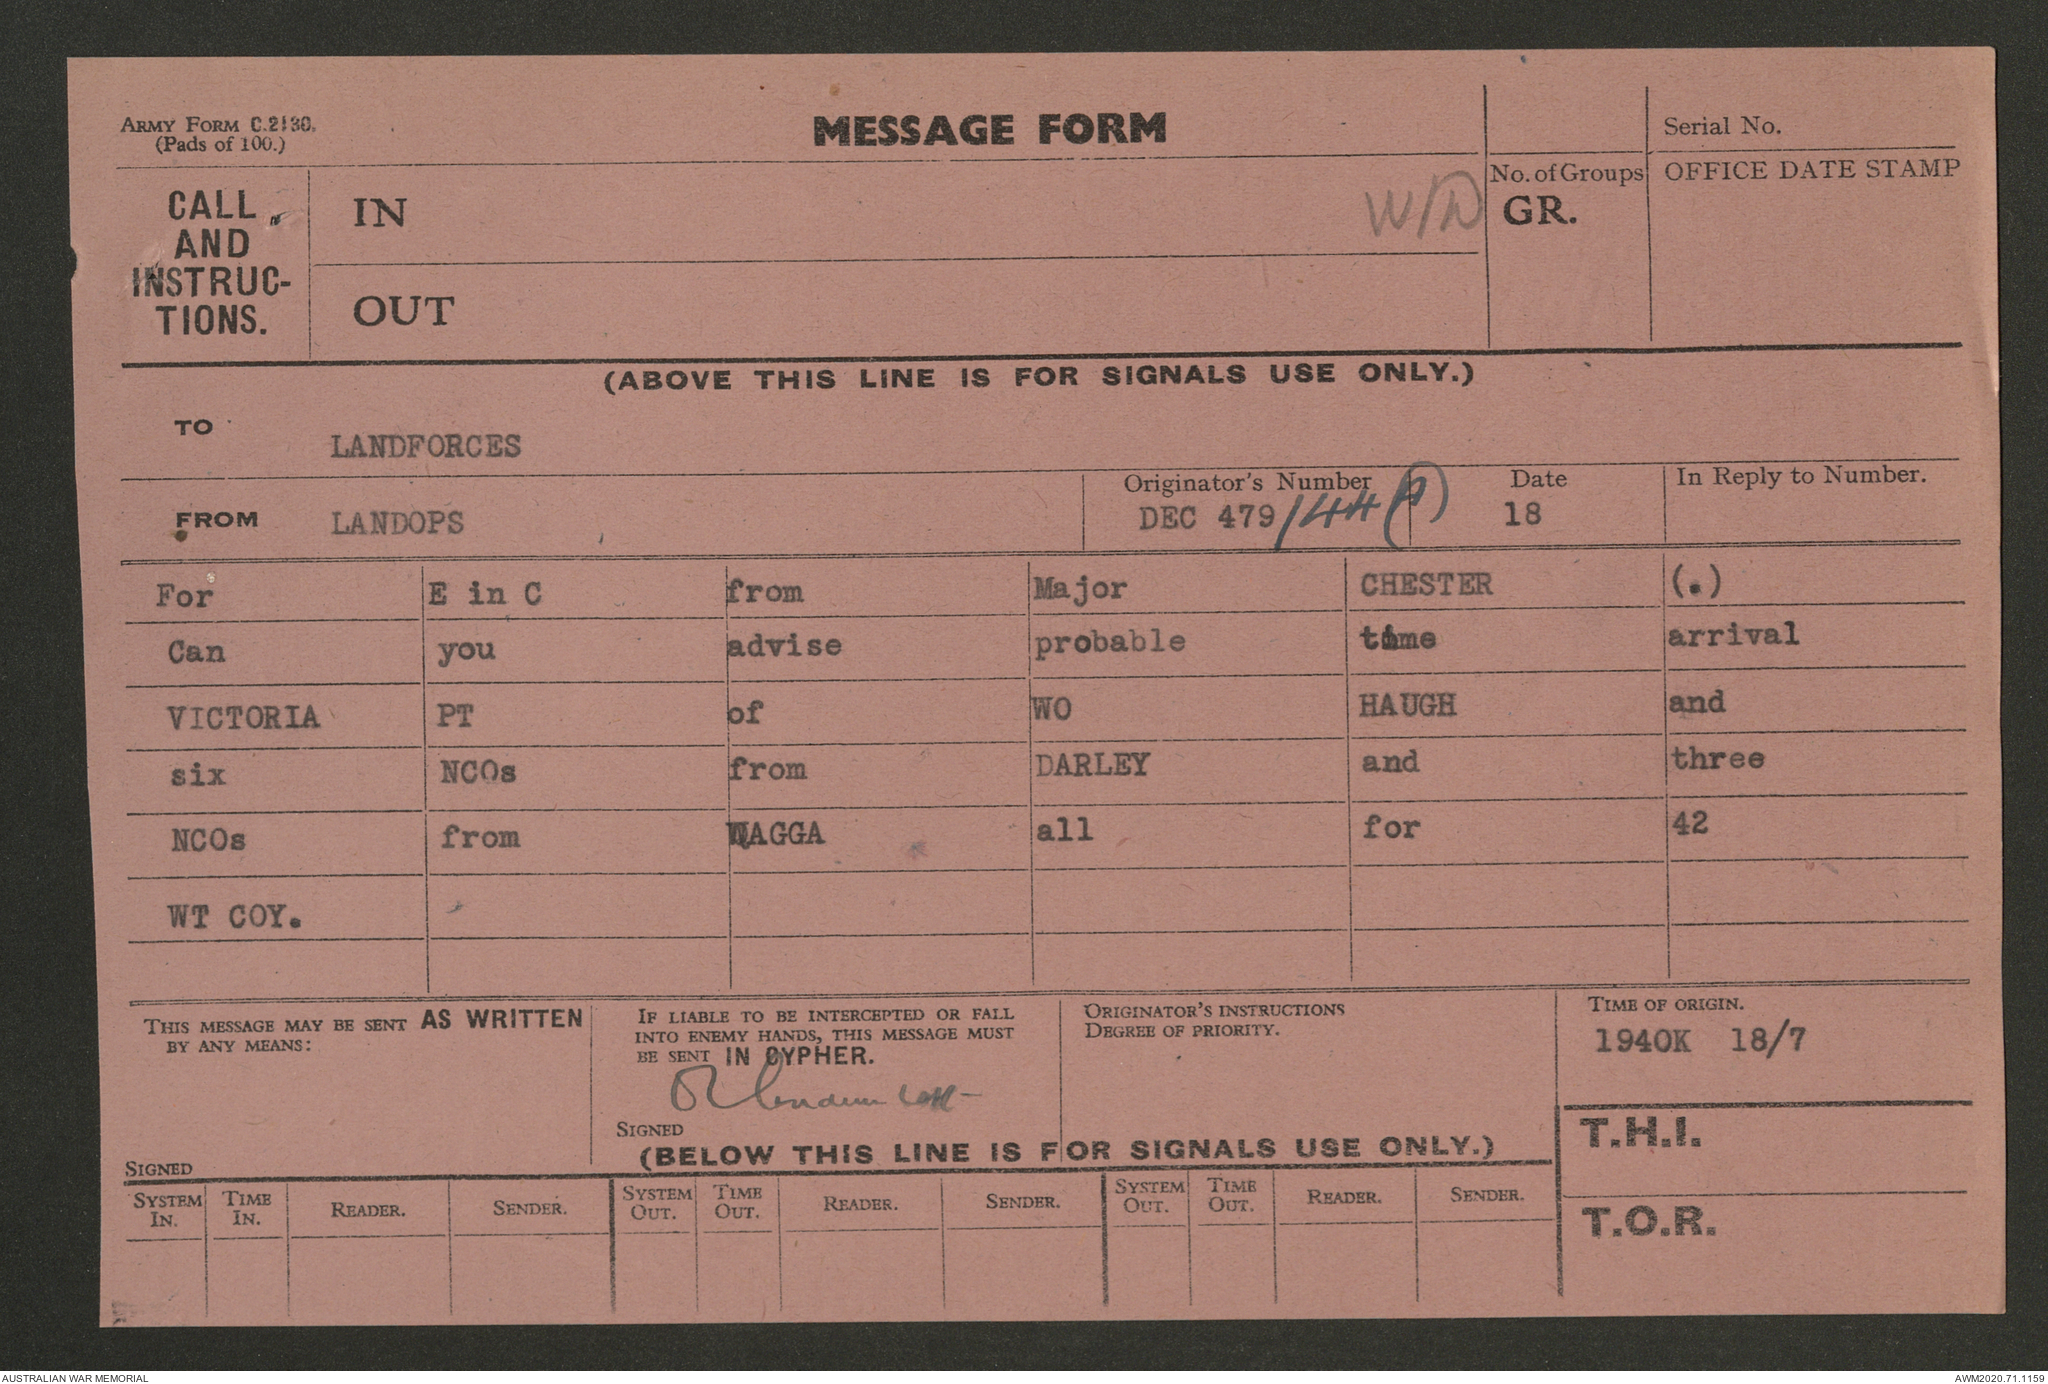 ARMY FORM C.2130.
(Pads of 100.)
MESSAGE FORM
Serial No.
CALL
AND
INSTRUC-
TIONS.
IN
W/D
No. of Groups
GR.
OFFICE DATE STAMP
OUT
(ABOVE THIS LINE IS FOR SIGNALS USE ONLY.)
TO
LANDFORCES
FROM
LANDOPS
Originator's Number
DEC 479/44
Date
18
In Reply to Number.
For E in C from Major CHESTER (.)
Can you advise probable time arrival
VICTORIA PT of WO HAUGH and
six NCOs from DARLEY and three
NCOs from WAGGA all for 42
WT COY.
THIS MESSAGE MAY BE SENT AS WRITTEN
BY ANY MEANS:
SIGNED
IF LIABLE TO BE INTERCEPTED OR FALL
INTO ENEMY HANDS, THIS MESSAGE MUST
BE SENT IN CYPHER.
SIGNED
ORIGINATOR'S INSTRUCTIONS
DEGREE OF PRIORITY.
TIME OF ORIGIN.
1940K 18/7
T.H.I.
T.O.R.
(BELOW THIS LINE IS FOR SIGNALS USE ONLY.)
SYSTEM IN. TIME IN. READER. SENDER. SYSTEM OUT. TIME OUT. READER. SENDER. SYSTEM OUT. TIME OUT. READER. SENDER.
AUSTRALIAN WAR MEMORIAL
AWM2020.71.1159